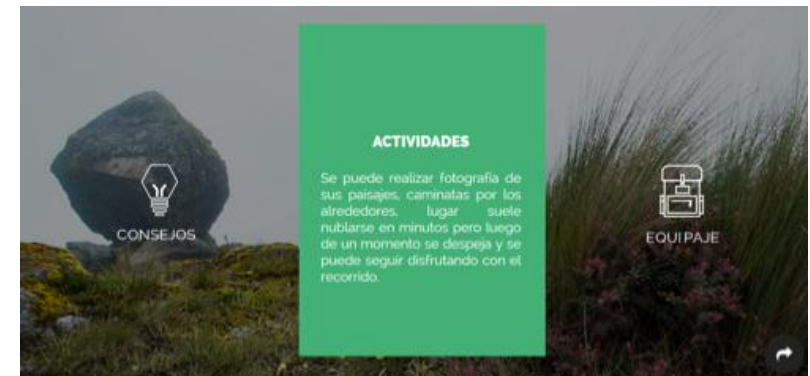 CONSEJOS
ACTIVIDADES
Se puede realizar fotografía de
sus paisajes, caminatas por los
alrededores, lugar suele
nublarse en minutos pero luego
de un momento se despeja y se
puede seguir disfrutando con el
recorrido.
EQUIPAJE